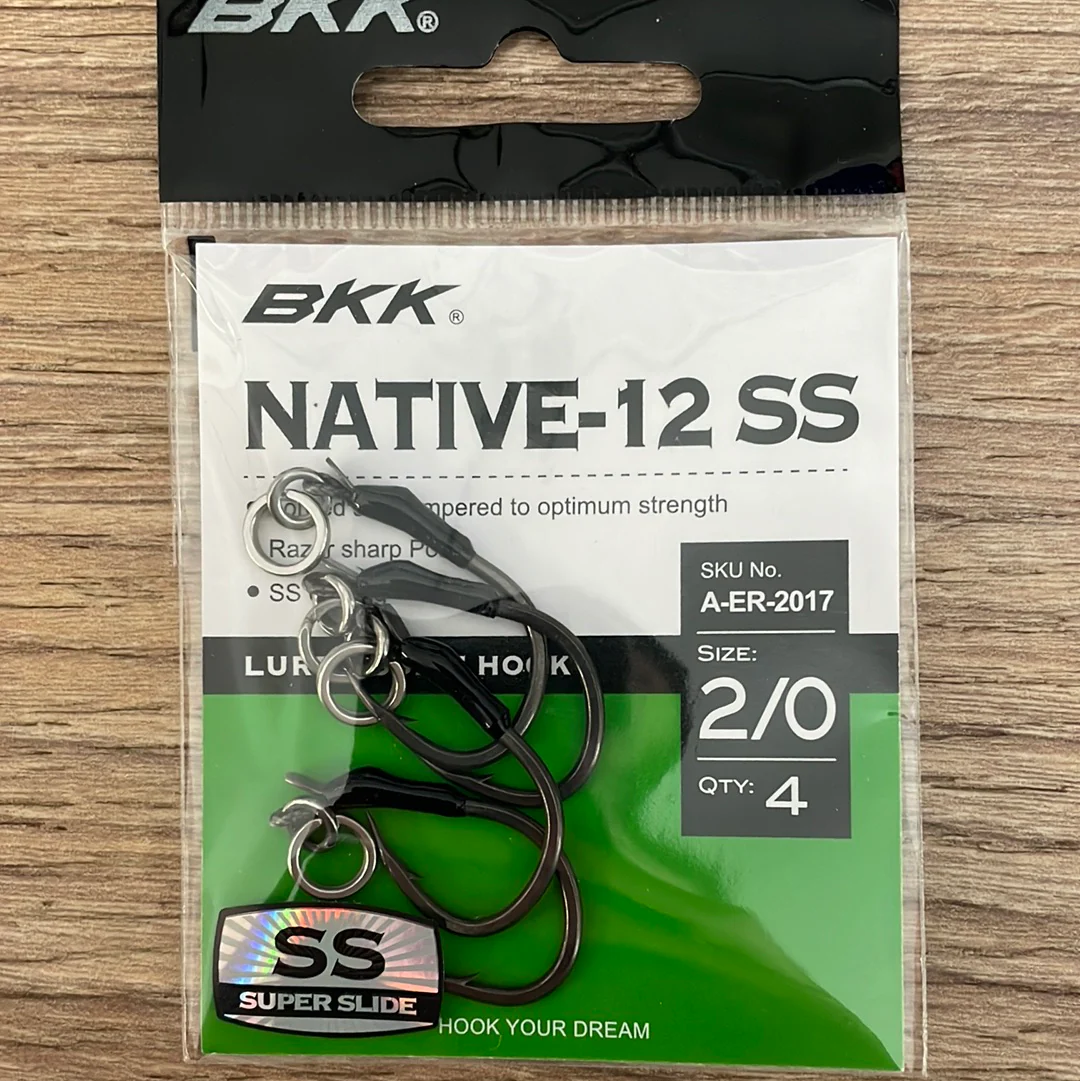 BKK®
BKK®
NATIVE-12 SS
mpered to optimum strength
sharp
• SS
SKU No.
A-ER-2017
LUR HOOK
SIZE:
2/0
QTY: 4
SS
SUPER SLIDE
HOOK YOUR DREAM